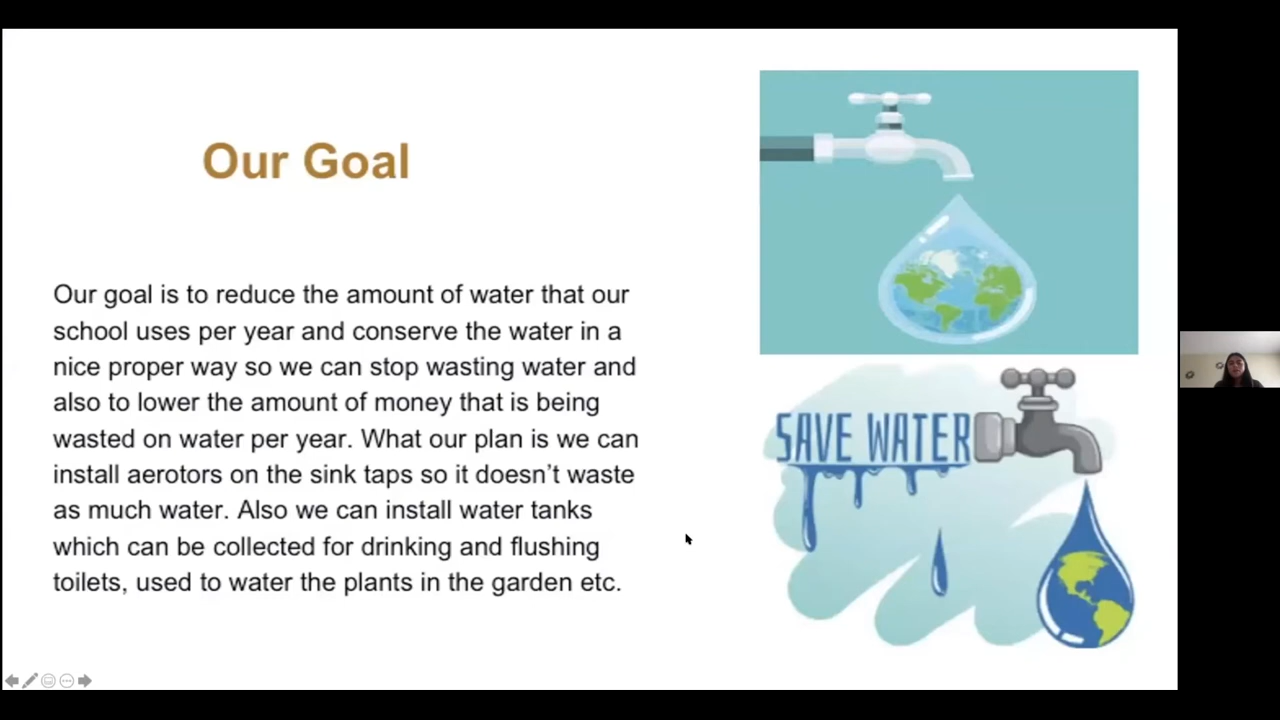 Our Goal
Our goal is to reduce the amount of water that our
school uses per year and conserve the water in a
nice proper way so we can stop wasting water and
also to lower the amount of money that is being
wasted on water per year. What our plan is we can
install aerotors on the sink taps so it doesn’t waste
as much water. Also we can install water tanks
which can be collected for drinking and flushing
toilets, used to water the plants in the garden etc.
SAVE WATER